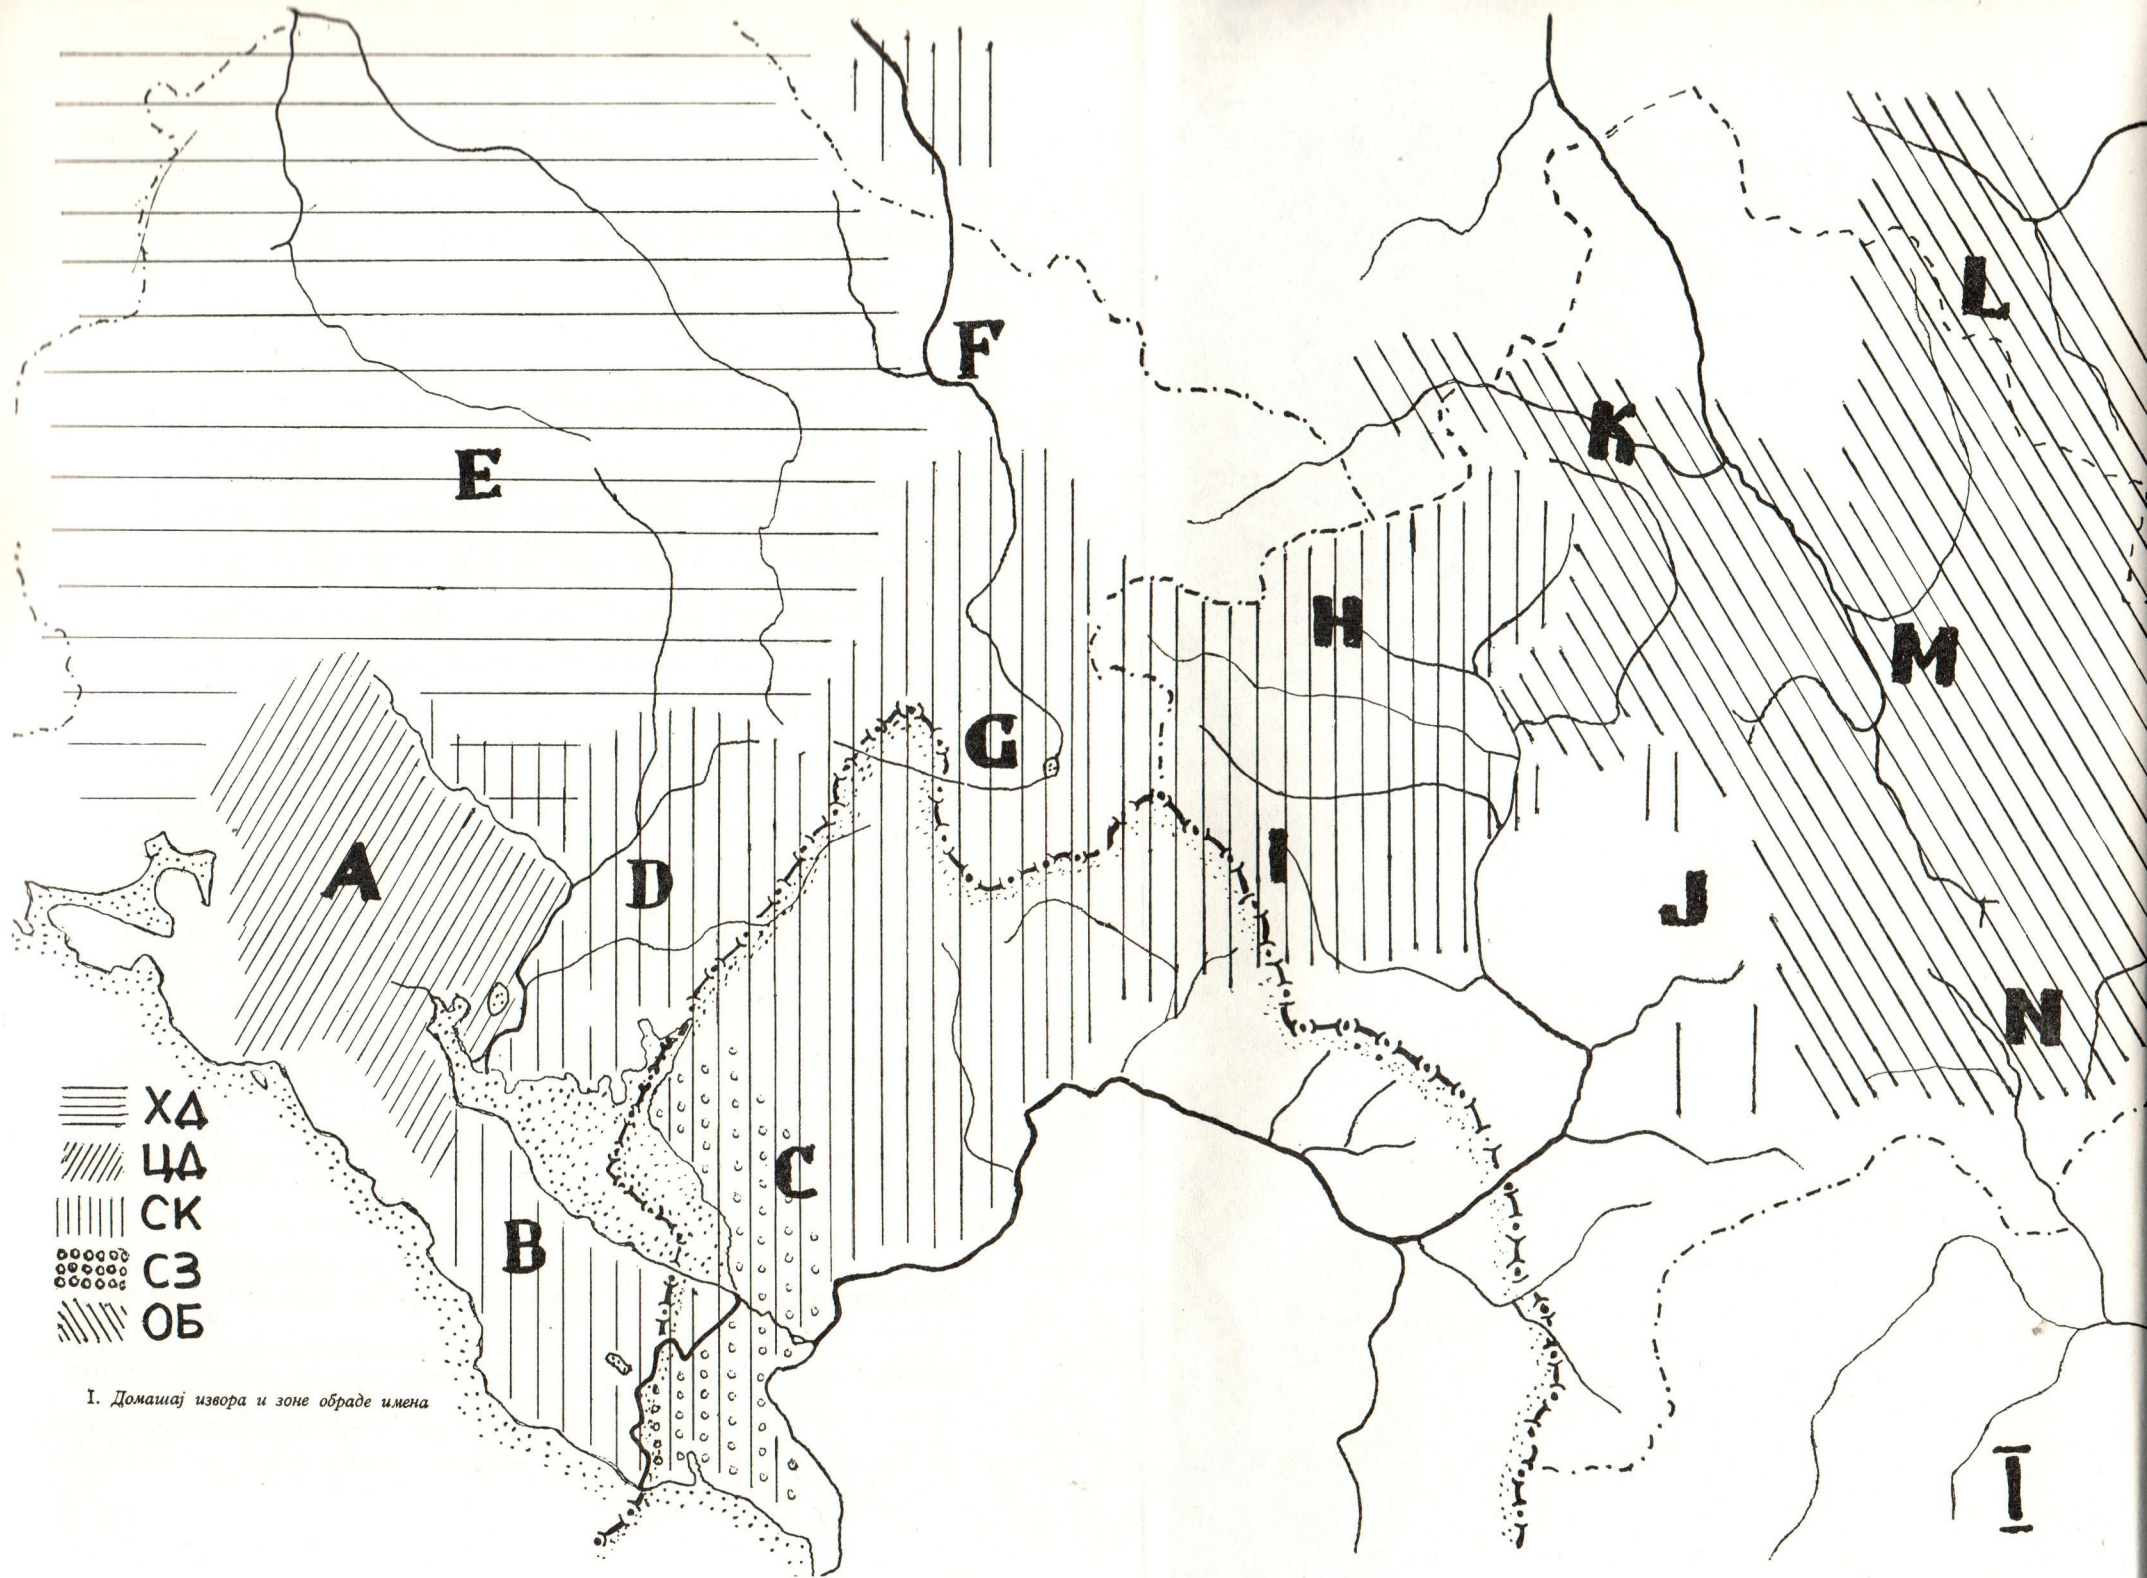 L
F
K
E
H
M
G
A
D
I
J
N
C
B
ХД
ЦД
СК
СЗ
ОБ
I. Домашај извора и зоне обраде имена
I